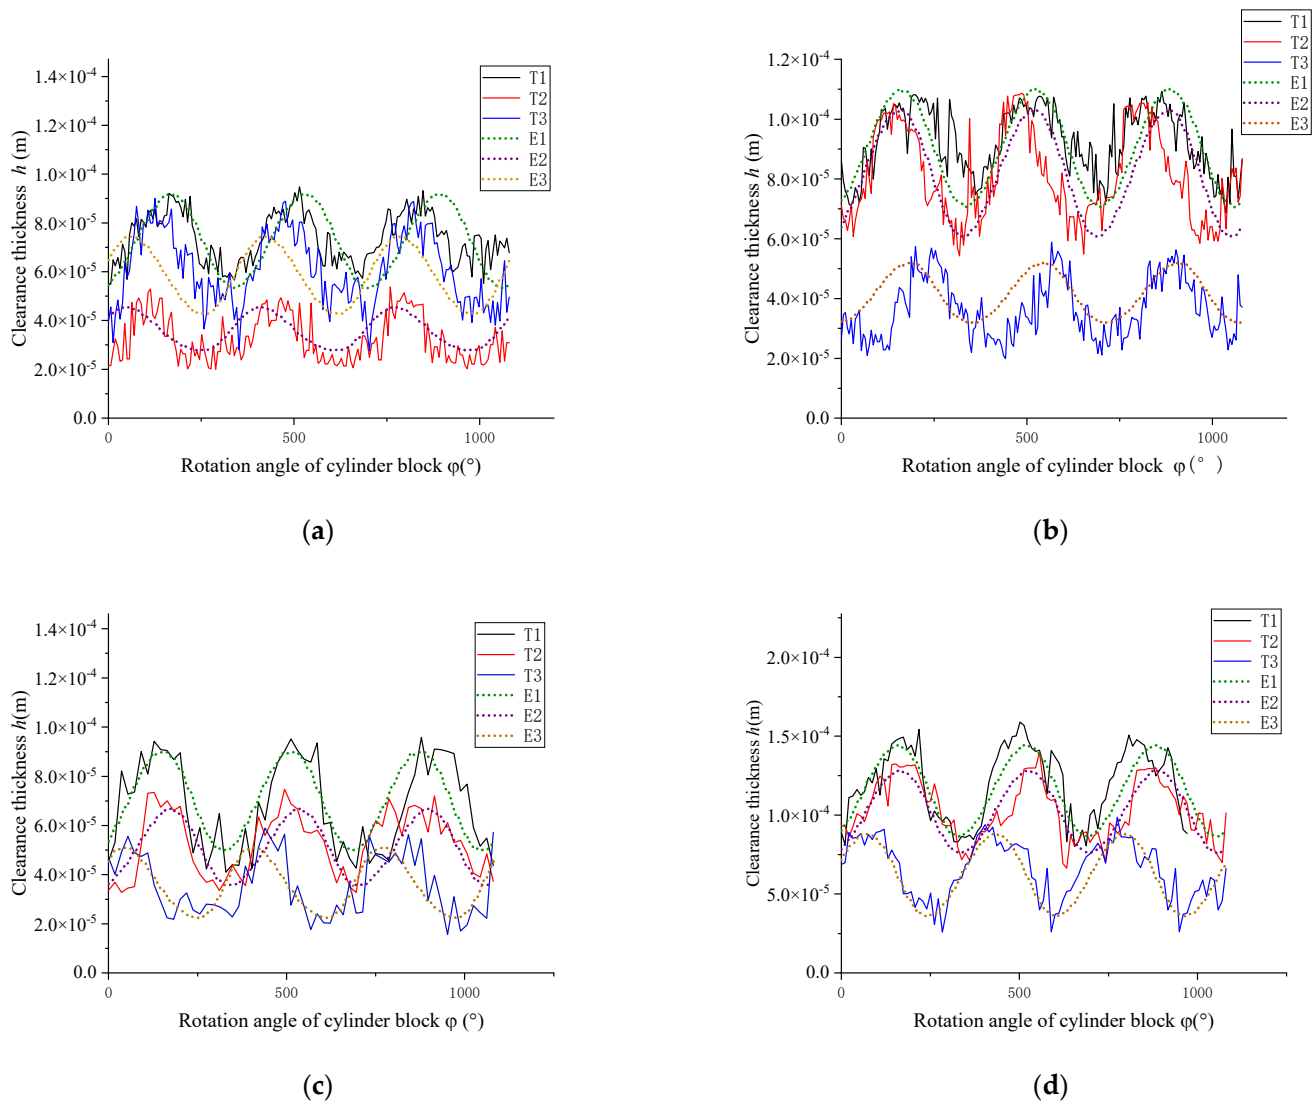 T1
T2
T3
E1
E2
E3
1.4×10-4
1.2×10-4
1.0×10-4
8.0×10-5
6.0×10-5
4.0×10-5
2.0×10-5
0.0
0 500 1000
Clearance thickness h (m)
Rotation angle of cylinder block φ(°)
(a)
T1
T2
T3
E1
E2
E3
1.2×10-4
1.0×10-4
8.0×10-5
6.0×10-5
4.0×10-5
2.0×10-5
0.0
0 500 1000
Clearance thickness h (m)
Rotation angle of cylinder block φ(°)
(b)
T1
T2
T3
E1
E2
E3
1.4×10-4
1.2×10-4
1.0×10-4
8.0×10-5
6.0×10-5
4.0×10-5
2.0×10-5
0.0
0 500 1000
Clearance thickness h(m)
Rotation angle of cylinder block φ (°)
(c)
T1
T2
T3
E1
E2
E3
2.0×10-4
1.5×10-4
1.0×10-4
5.0×10-5
0.0
0 500 1000
Clearance thickness h(m)
Rotation angle of cylinder block φ(°)
(d)